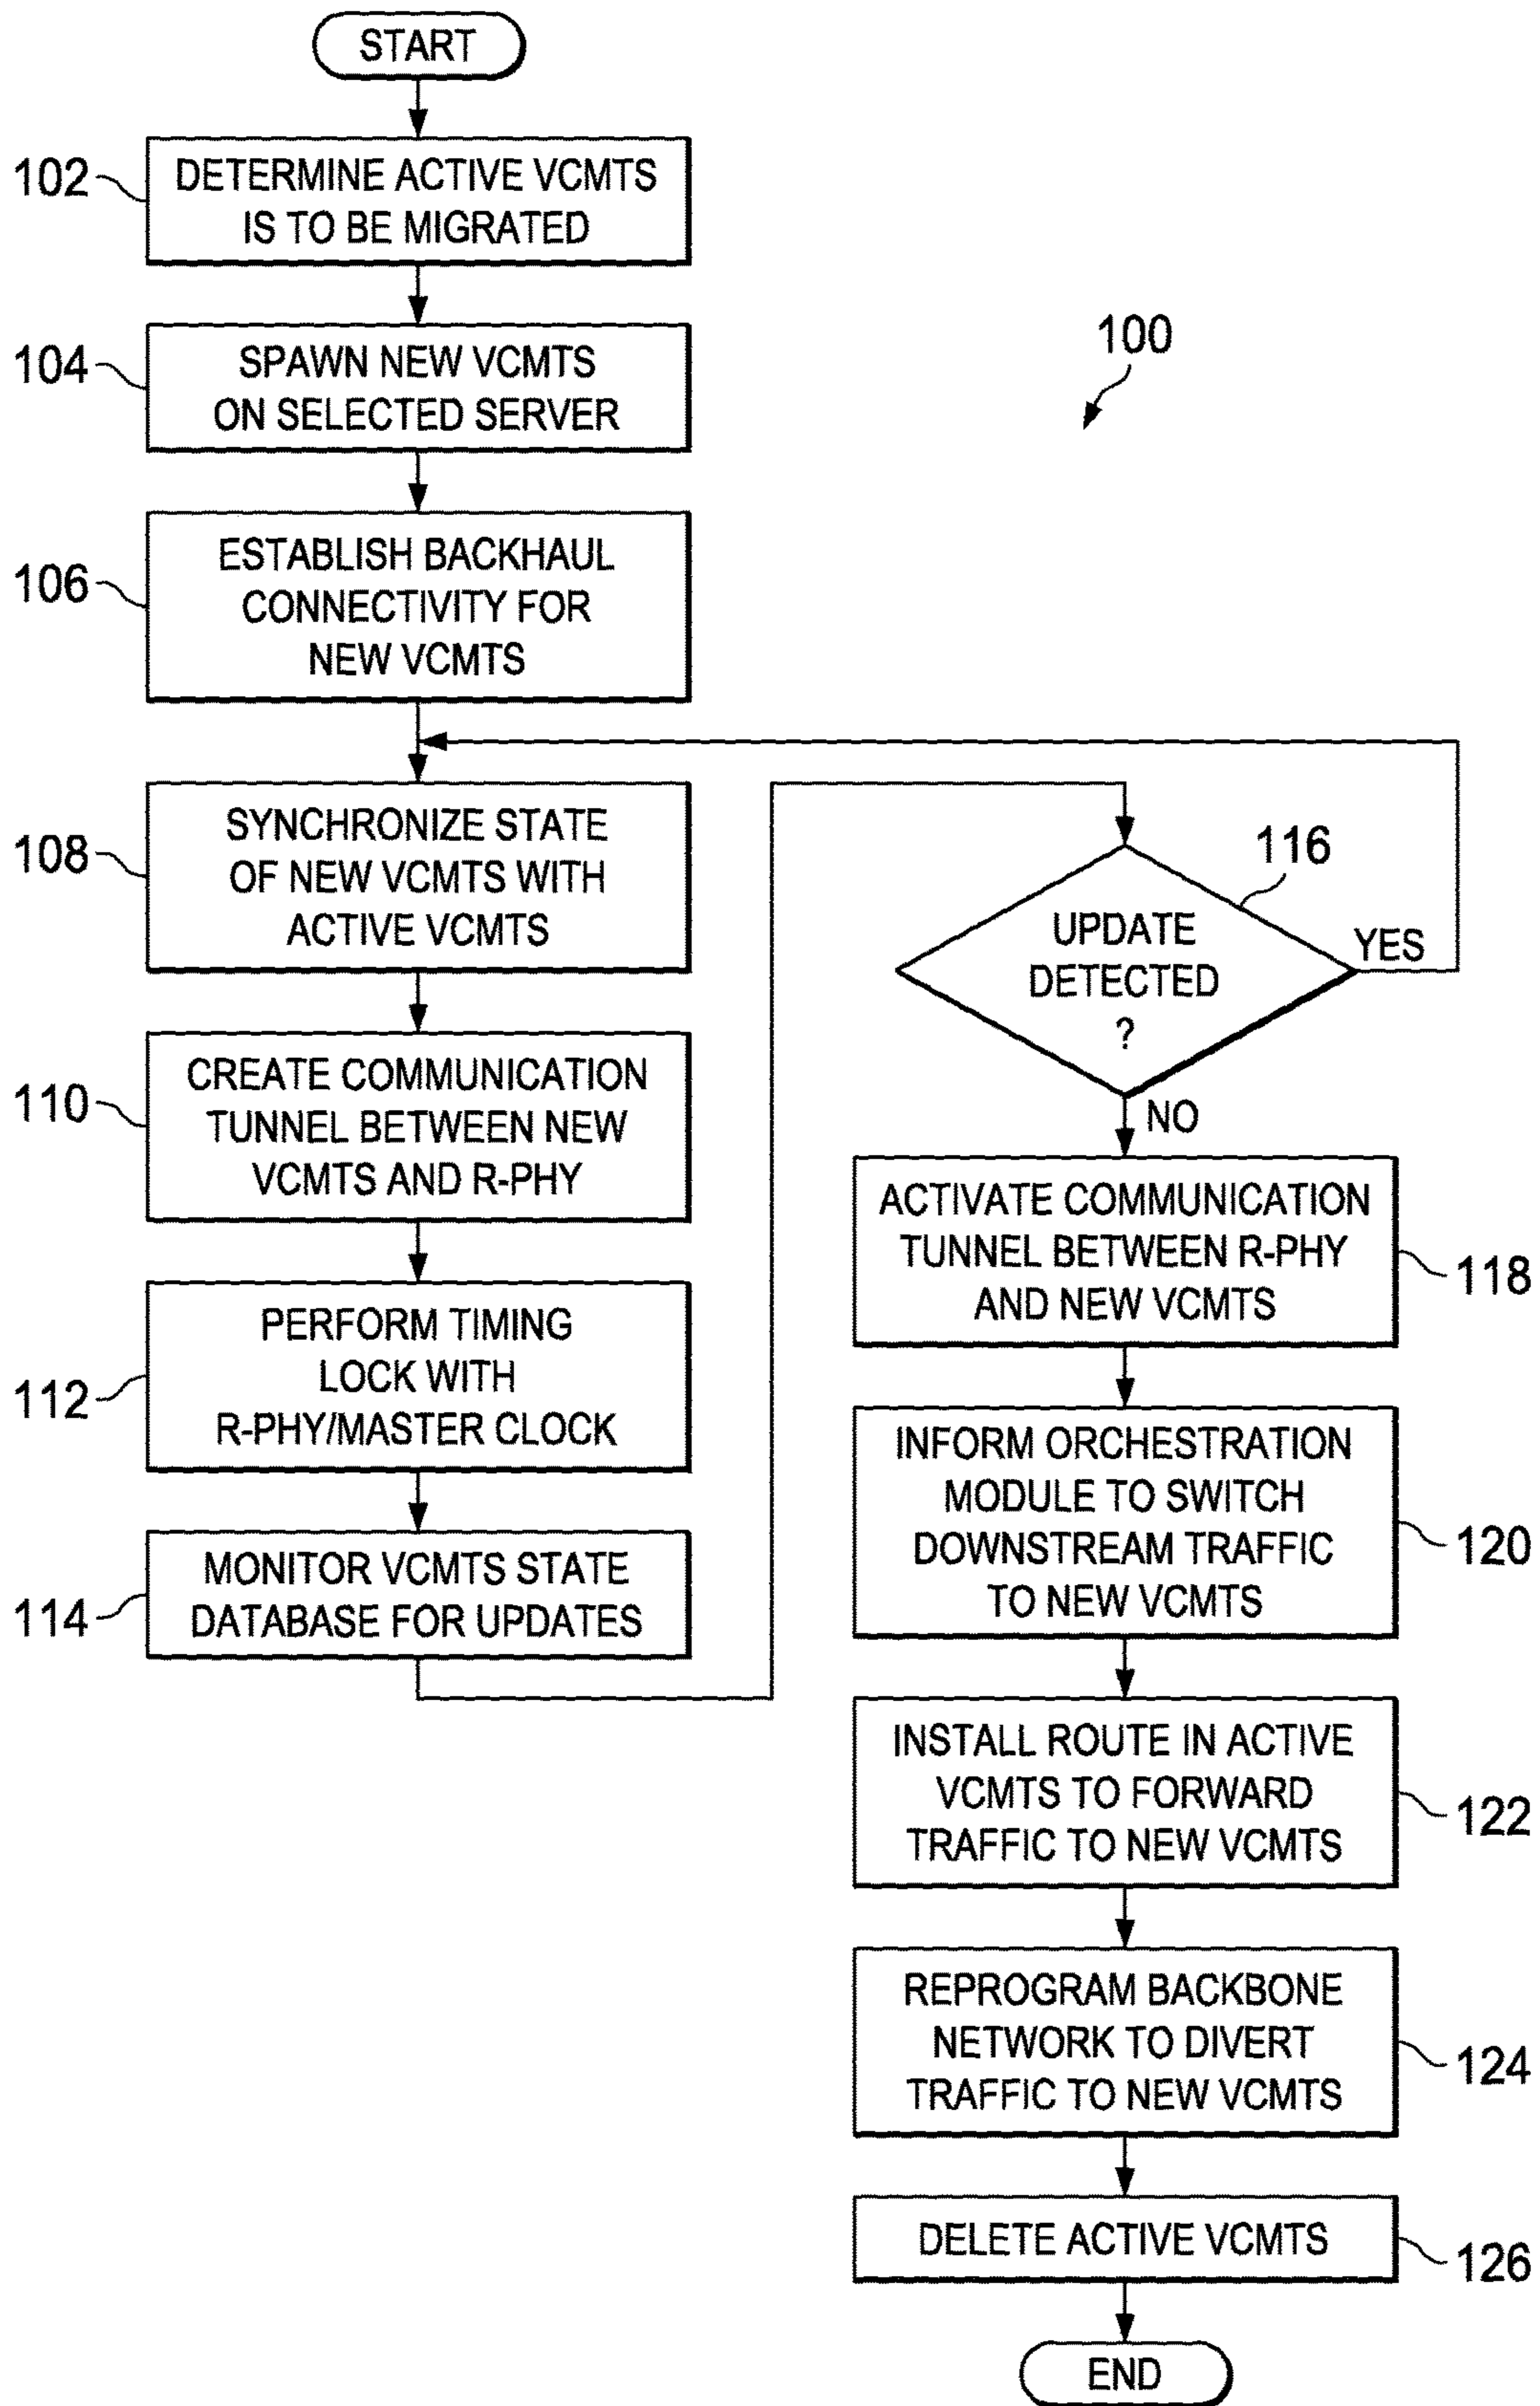 START
102
DETERMINE ACTIVE VCMTS
IS TO BE MIGRATED
104
SPAWN NEW VCMTS
ON SELECTED SERVER
100
106
ESTABLISH BACKHAUL
CONNECTIVITY FOR
NEW VCMTS
108
SYNCHRONIZE STATE
OF NEW VCMTS WITH
ACTIVE VCMTS
110
CREATE COMMUNICATION
TUNNEL BETWEEN NEW
VCMTS AND R-PHY
112
PERFORM TIMING
LOCK WITH
R-PHY/MASTER CLOCK
114
MONITOR VCMTS STATE
DATABASE FOR UPDATES
116
UPDATE
DETECTED
?
YES
NO
ACTIVATE COMMUNICATION
TUNNEL BETWEEN R-PHY
AND NEW VCMTS
118
INFORM ORCHESTRATION
MODULE TO SWITCH
DOWNSTREAM TRAFFIC
TO NEW VCMTS
120
INSTALL ROUTE IN ACTIVE
VCMTS TO FORWARD
TRAFFIC TO NEW VCMTS
122
REPROGRAM BACKBONE
NETWORK TO DIVERT
TRAFFIC TO NEW VCMTS
124
DELETE ACTIVE VCMTS
126
END